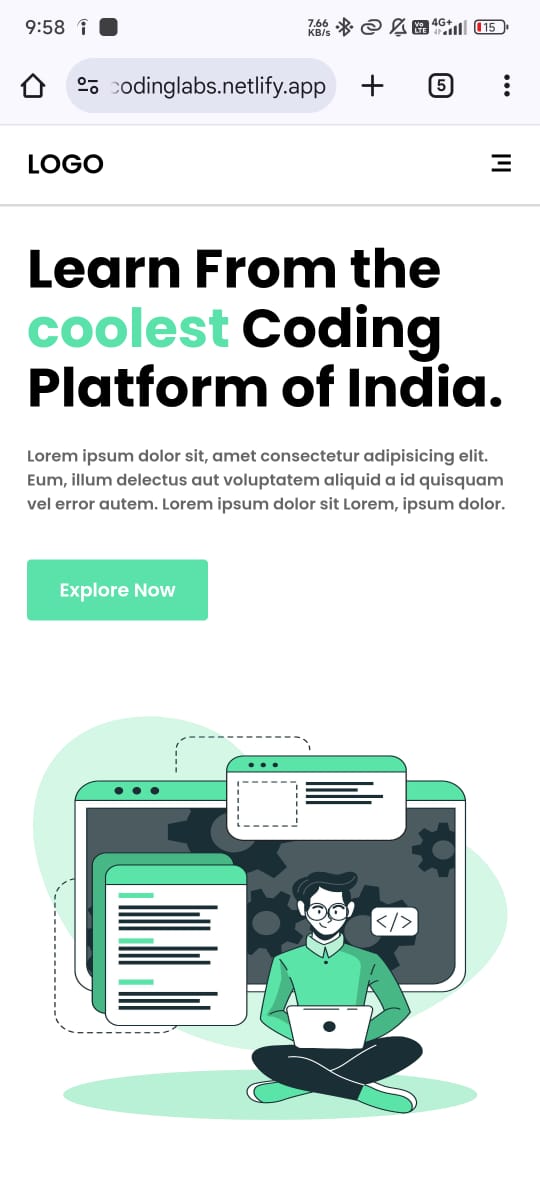 9:58
7.66
KB/s
Vo
LTE
4G+
15
codinglabs.netlify.app
5
LOGO
Learn From the
coolest Coding
Platform of India.
Lorem ipsum dolor sit, amet consectetur adipisicing elit.
Eum, illum delectus aut voluptatem aliquid a id quisquam
vel error autem. Lorem ipsum dolor sit Lorem, ipsum dolor.
Explore Now
</>